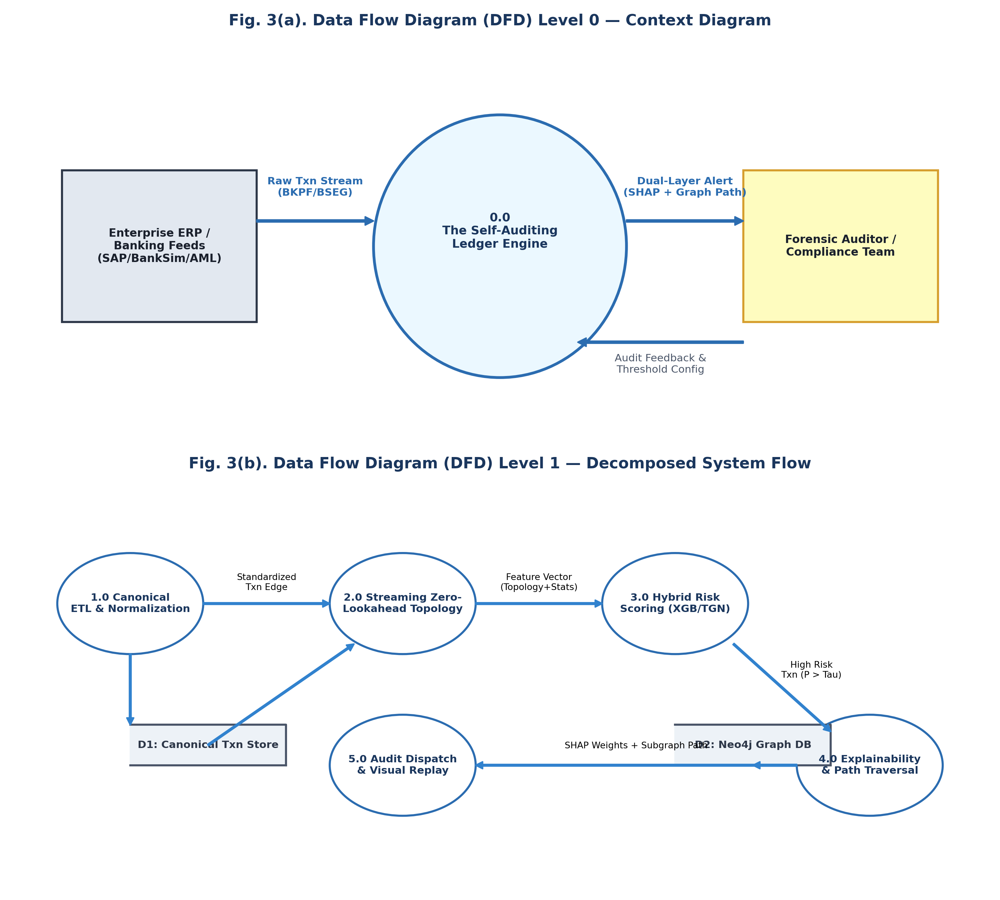 Fig. 3(a). Data Flow Diagram (DFD) Level 0 — Context Diagram
Raw Txn Stream
(BKPF/BSEG)
Dual-Layer Alert
(SHAP + Graph Path)
Enterprise ERP /
Banking Feeds
(SAP/BankSim/AML)
0.0
The Self-Auditing
Ledger Engine
Forensic Auditor /
Compliance Team
Audit Feedback &
Threshold Config
Fig. 3(b). Data Flow Diagram (DFD) Level 1 — Decomposed System Flow
1.0 Canonical
ETL & Normalization
Standardized
Txn Edge
2.0 Streaming Zero-
Lookahead Topology
Feature Vector
(Topology+Stats)
3.0 Hybrid Risk
Scoring (XGB/TGN)
High Risk
Txn (P > Tau)
D1: Canonical Txn Store
5.0 Audit Dispatch
& Visual Replay
SHAP Weights + Subgraph Path
D2: Neo4j Graph DB
4.0 Explainability
& Path Traversal